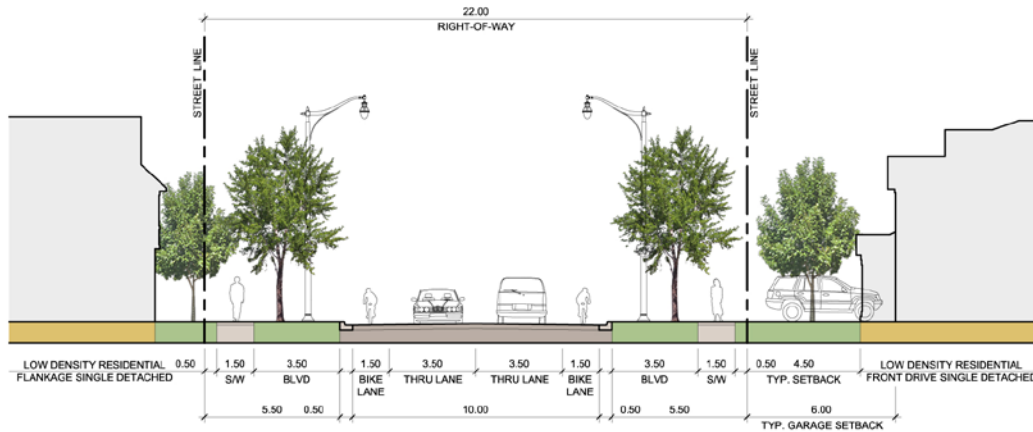 22.00
RIGHT-OF-WAY
STREET LINE
STREET LINE
LOW DENSITY RESIDENTIAL
FLANKAGE SINGLE DETACHED
0.50
1.50
S/W
3.50
BLVD
1.50
BIKE
LANE
3.50
THRU LANE
3.50
THRU LANE
1.50
BIKE
LANE
3.50
BLVD
1.50
S/W
0.50
4.50
TYP. SETBACK
LOW DENSITY RESIDENTIAL
FRONT DRIVE SINGLE DETACHED
5.50
0.50
10.00
0.50
5.50
6.00
TYP. GARAGE SETBACK